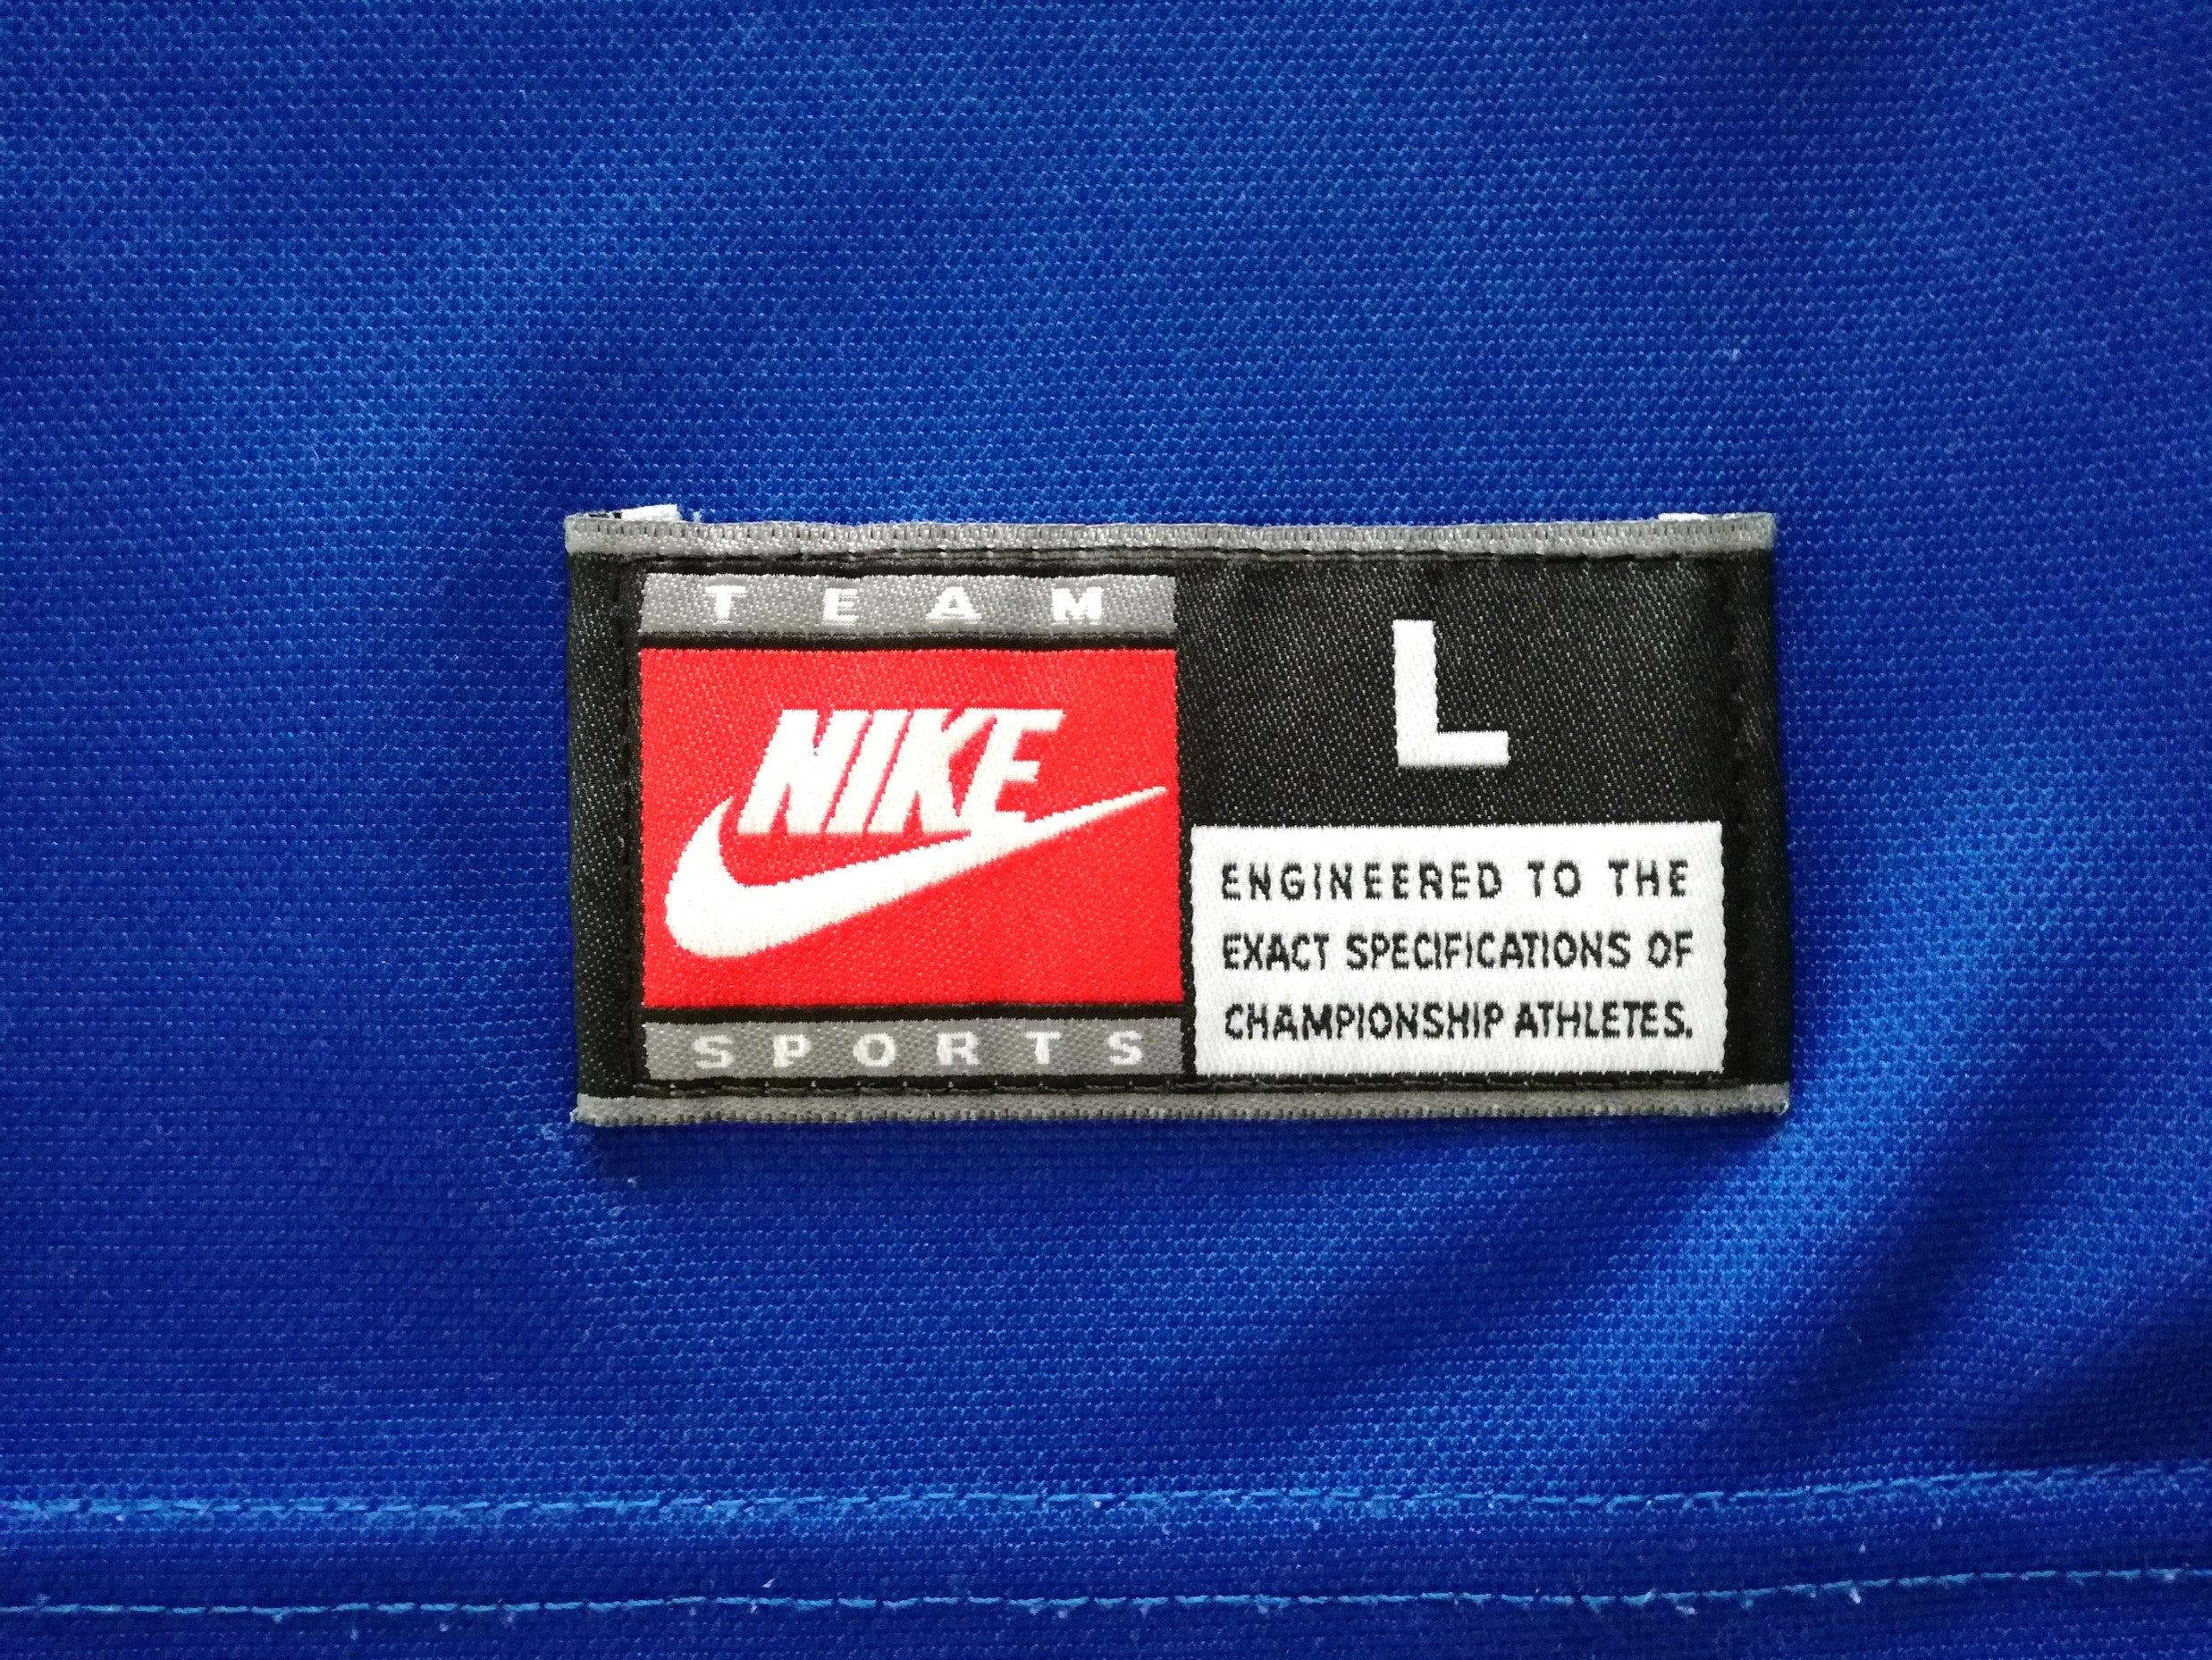 TEAM
NIKE
SPORTS
L
ENGINEERED TO THE
EXACT SPECIFICATIONS OF
CHAMPIONSHIP ATHLETES.